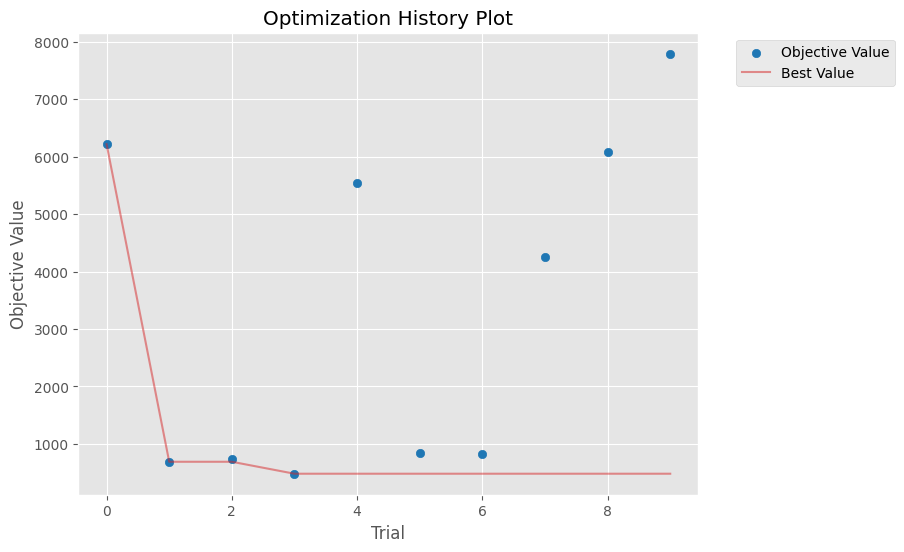 Optimization History Plot
Objective Value
8000
7000
6000
5000
4000
3000
2000
1000
0
2
4
6
8
Trial
Objective Value
Best Value